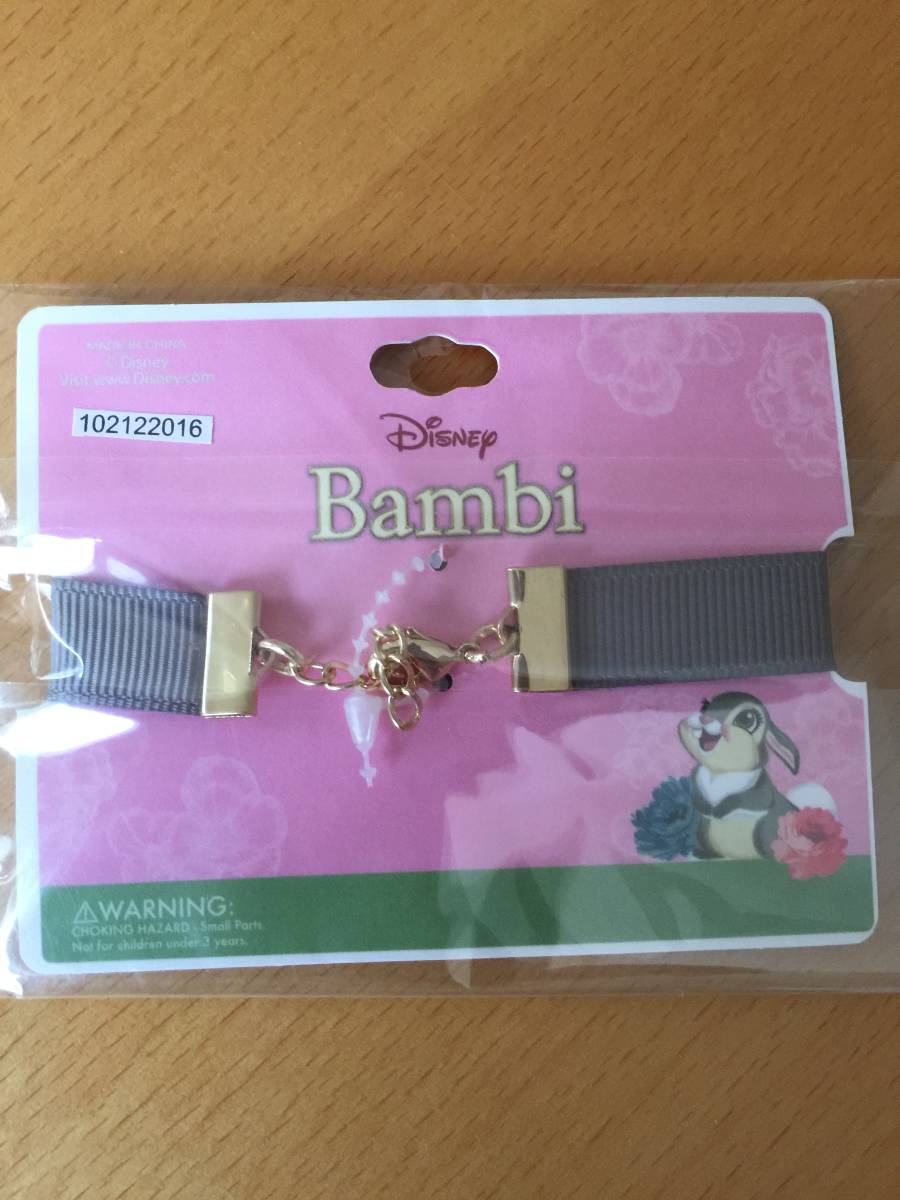 MADE IN CHINA
© Disney
Visit www.Disney.com
102122016
Disney
Bambi
⚠WARNING:
CHOKING HAZARD - Small Parts.
Not for children under 3 years.